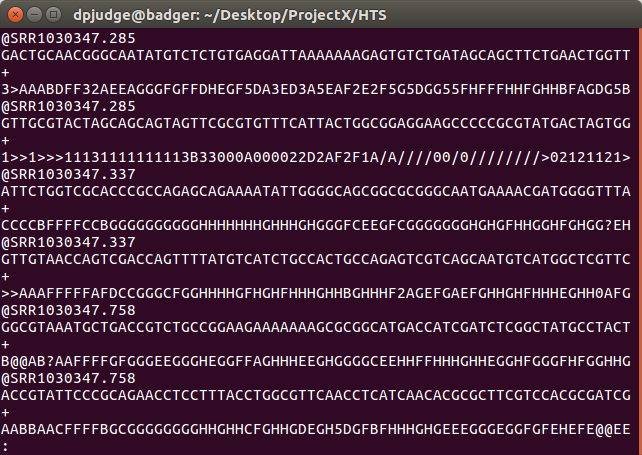 dpjudge@badger: ~/Desktop/ProjectX/HTS
@SRR1030347.285
GACTGCAACGGGCAATATGTCTCTGTGAGGATTAAAAAAAGAGTGTCTGATAGCAGCTTCTGAACTGGTT
+
3>AAABDFF32AEEAGGGFGFFDHEGF5DA3ED3A5EAF2E2F5G5DGG55FHFFFHHFGHHBFAGDG5B
@SRR1030347.285
GTTGCGTACTAGCAGCAGTAGTTCGCGTGTTTCATTACTGGCGGAGGAAGCCCCCGCGTATGACTAGTGG
+
1>>1>>>11131111111113B33000A000022D2AF2F1A/A////00/0////////>02121121>
@SRR1030347.337
ATTCTGGTCGCACCCGCCAGAGCAGAAAATATTGGGGCAGCGGCGCGGGCAATGAAAACGATGGGGTTTA
+
CCCCBFFFFCCBGGGGGGGGGGHHHHHHHGHHHGHGGGFCEEGFCGGGGGGGHGHGFHHGGHFGHGG?EH
@SRR1030347.337
GTTGTAACCAGTCGACCAGTTTTATGTCATCTGCCACTGCCAGAGTCGTCAGCAATGTCATGGCTCGTTC
+
>>AAAFFFFFAFDCCGGGCFGGHHHHGFHGHFHHHGHHBGHHHF2AGEFGAEFGHHGHFHHHEGHH0AFG
@SRR1030347.758
GGCGTAAATGCTGACCGTCTGCCGGAAGAAAAAAAGCGCGGCATGACCATCGATCTCGGCTATGCCTACT
+
B@@AB?AAFFFFGFGGGEEGGGHEGGFFAGHHHEEGHGGGGCEEHHFFHHHGHHEGGHFGGGFHFGGHHG
@SRR1030347.758
ACCGTATTCCCGCAGAACCTCCTTTACCTGGCGTTCAACCTCATCAACACGCGCTTCGTCCACGCGATCG
+
AABBAACFFFFBGCGGGGGGGGHHGHHCFGHHGDEGH5DGFBFHHHGHGEEEGGGEGGFGFEHEFE@@EE
: